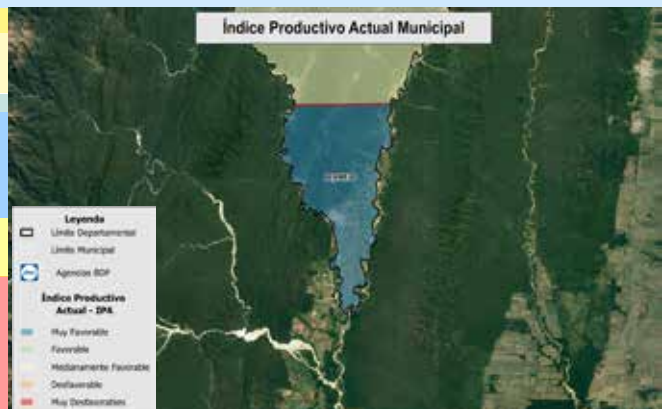 Índice Productivo Actual Municipal
Leyenda
Límite Departamental
Límite Municipal
Agencias BDP
Índice Productivo
Actual - IPA
Muy Favorable
Favorable
Medianamente Favorable
Desfavorable
Muy Desfavorables